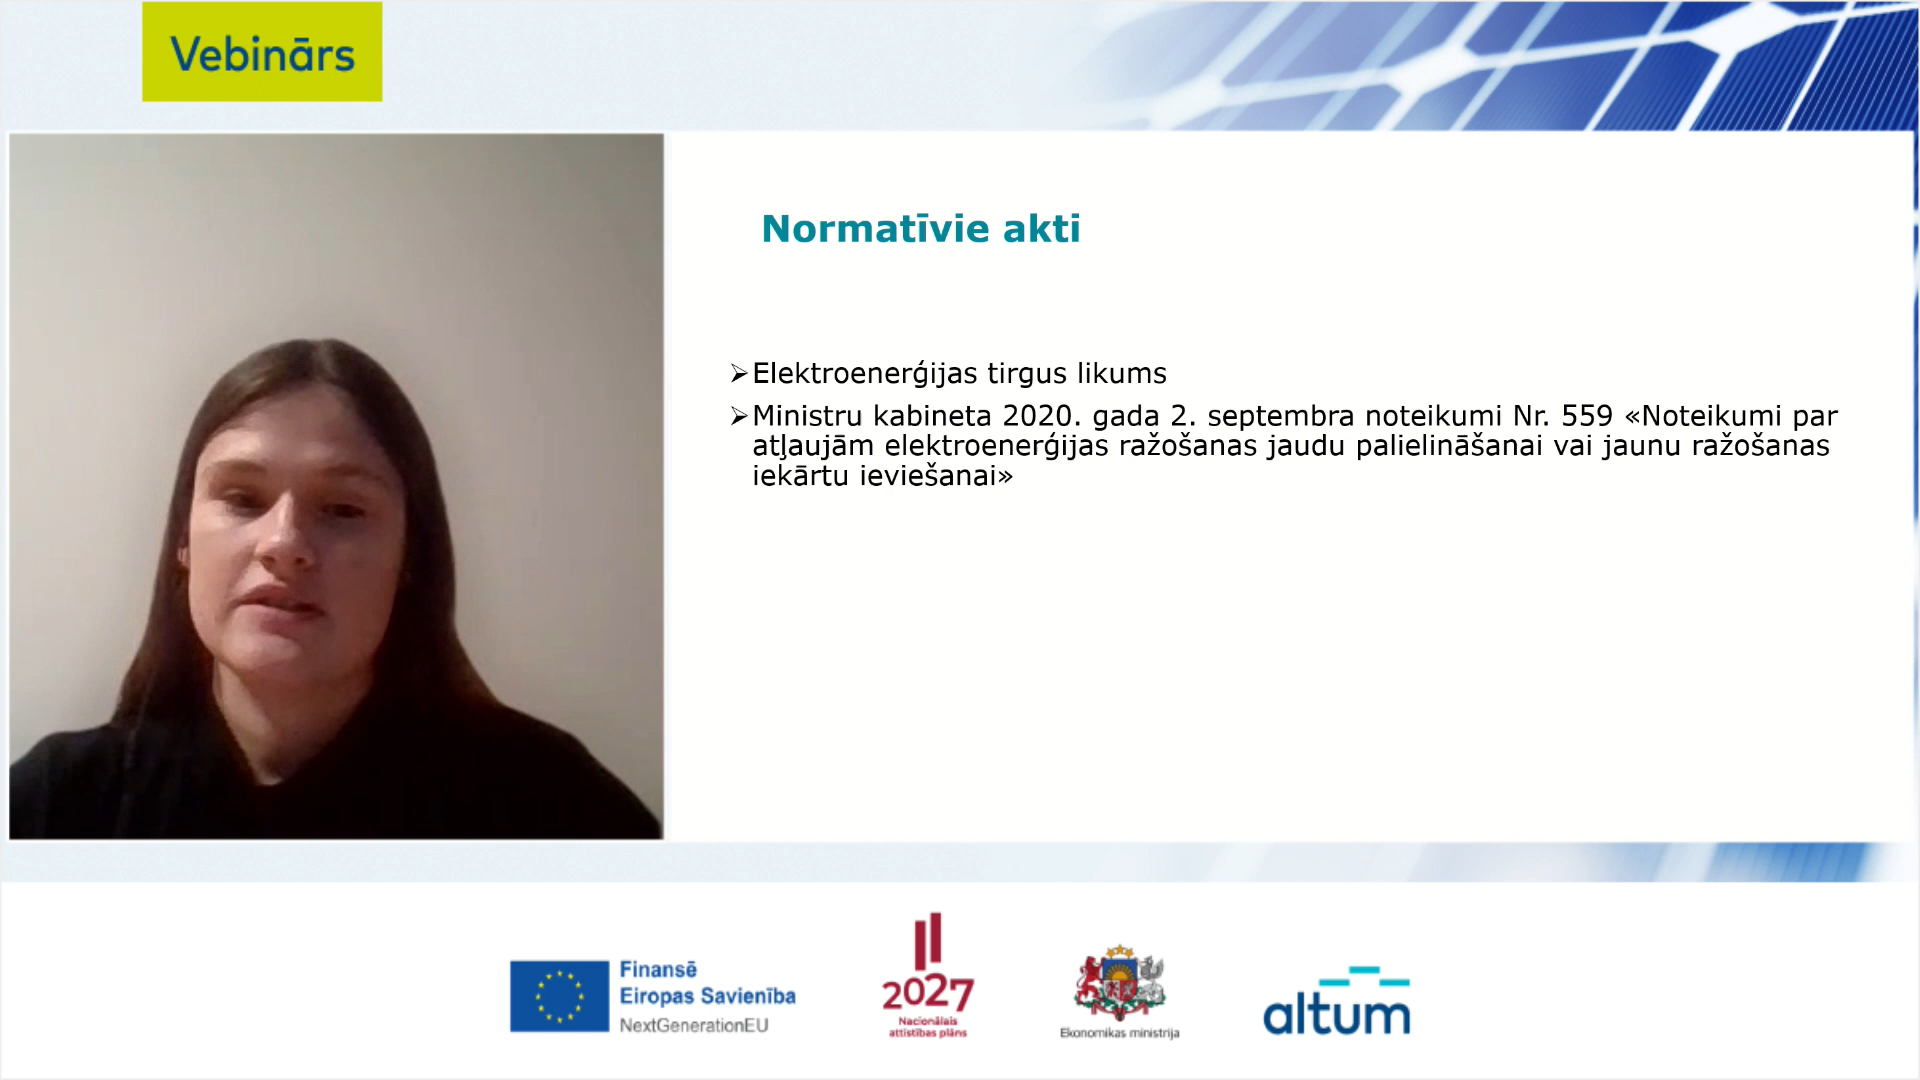 Vebinārs
Normatīvie akti
➢Elektroenerģijas tirgus likums
➢Ministru kabineta 2020. gada 2. septembra noteikumi Nr. 559 «Noteikumi par
atļaujām elektroenerģijas ražošanas jaudu palielināšanai vai jaunu ražošanas
iekārtu ieviešanai»
Finansē
Eiropas Savienība
NextGenerationEU
2027
Nacionālais
attīstības plāns
Ekonomikas ministrija
altum